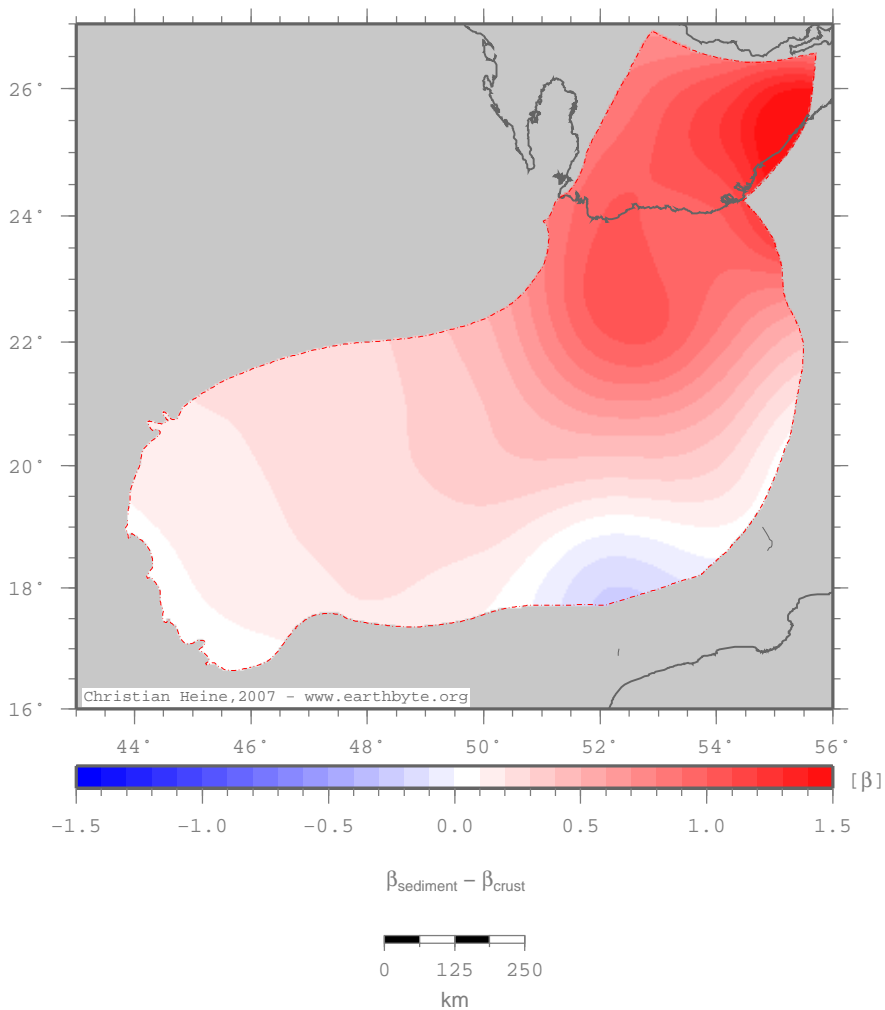 26°
24°
22°
20°
18°
16°
Christian Heine,2007 - www.earthbyte.org
44° 46° 48° 50° 52° 54° 56°
[β]
-1.5 -1.0 -0.5 0.0 0.5 1.0 1.5
βsediment – βcrust
0 125 250
km